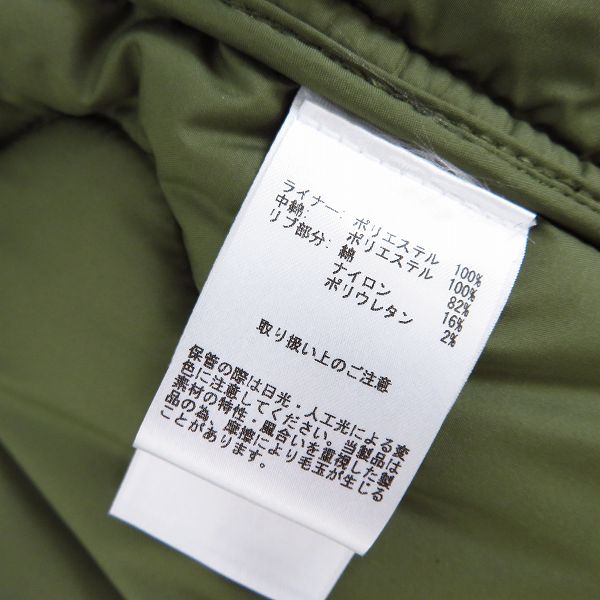 ライナー: ポリエステル 100%
中綿: ポリエステル 100%
リブ部分: 綿 82%
ナイロン 16%
ポリウレタン 2%
取り扱い上のご注意
保管の際は日光・人工光による変
色に注意してください。当製品は
素材の特性・風合いを重視した製
品の為、摩擦により毛玉が生じる
ことがあります。